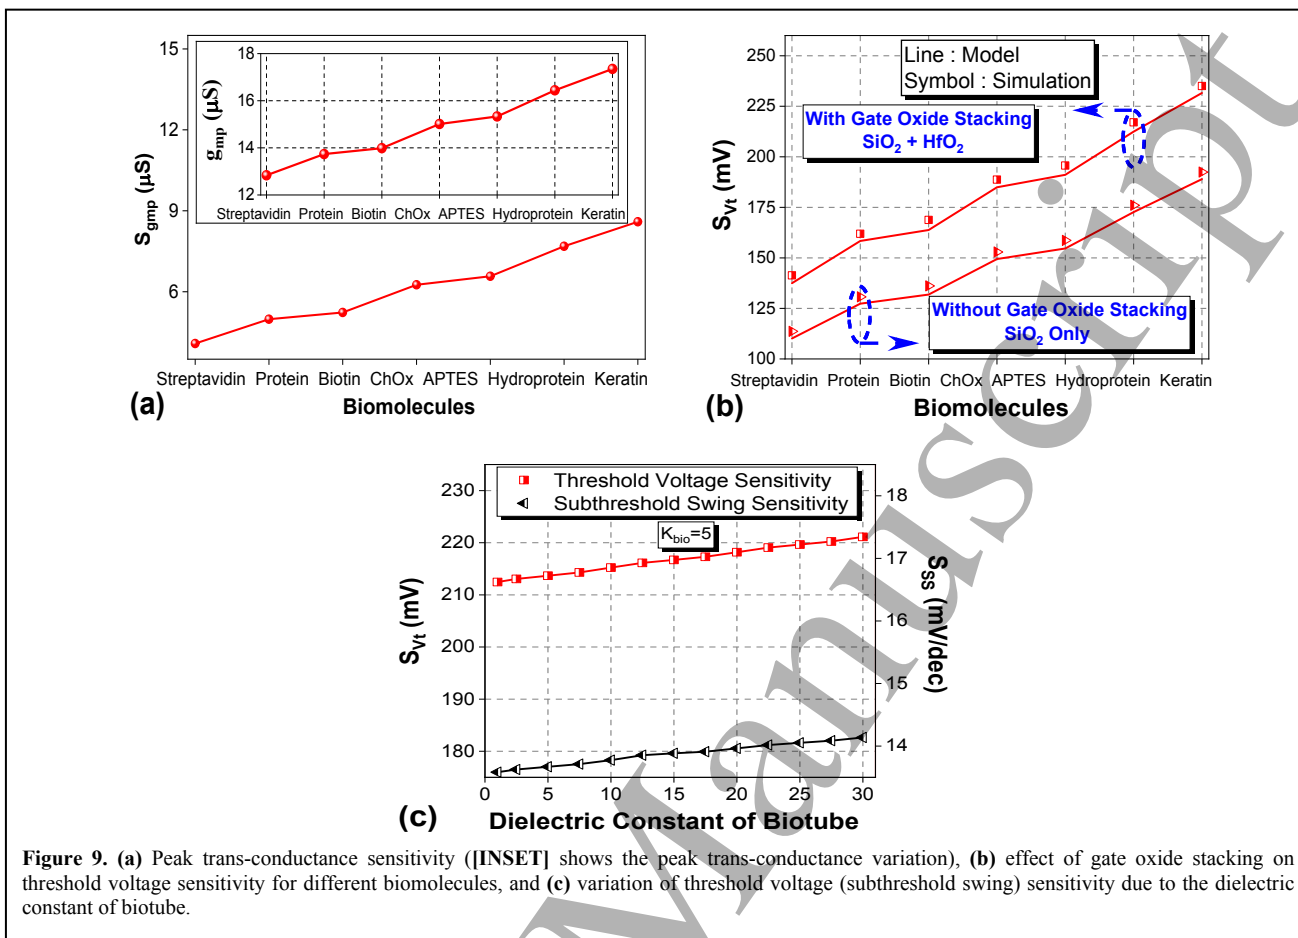 15
12
9
6
S_gmp (µS)
18
16
14
12
g_mp (µS)
Streptavidin Protein Biotin ChOx APTES Hydroprotein Keratin
Streptavidin Protein Biotin ChOx APTES Hydroprotein Keratin
(a) Biomolecules
250
225
200
175
150
125
100
S_Vt (mV)
Line : Model
Symbol : Simulation
With Gate Oxide Stacking
SiO₂ + HfO₂
Without Gate Oxide Stacking
SiO₂ Only
Streptavidin Protein Biotin ChOx APTES Hydroprotein Keratin
(b) Biomolecules
230
220
210
200
190
180
S_Vt (mV)
Threshold Voltage Sensitivity
Subthreshold Swing Sensitivity
K_bio=5
18
17
16
15
14
S_SS (mV/dec)
0 5 10 15 20 25 30
(c) Dielectric Constant of Biotube
Manuscript
Figure 9. (a) Peak trans-conductance sensitivity ([INSET] shows the peak trans-conductance variation), (b) effect of gate oxide stacking on
threshold voltage sensitivity for different biomolecules, and (c) variation of threshold voltage (subthreshold swing) sensitivity due to the dielectric
constant of biotube.